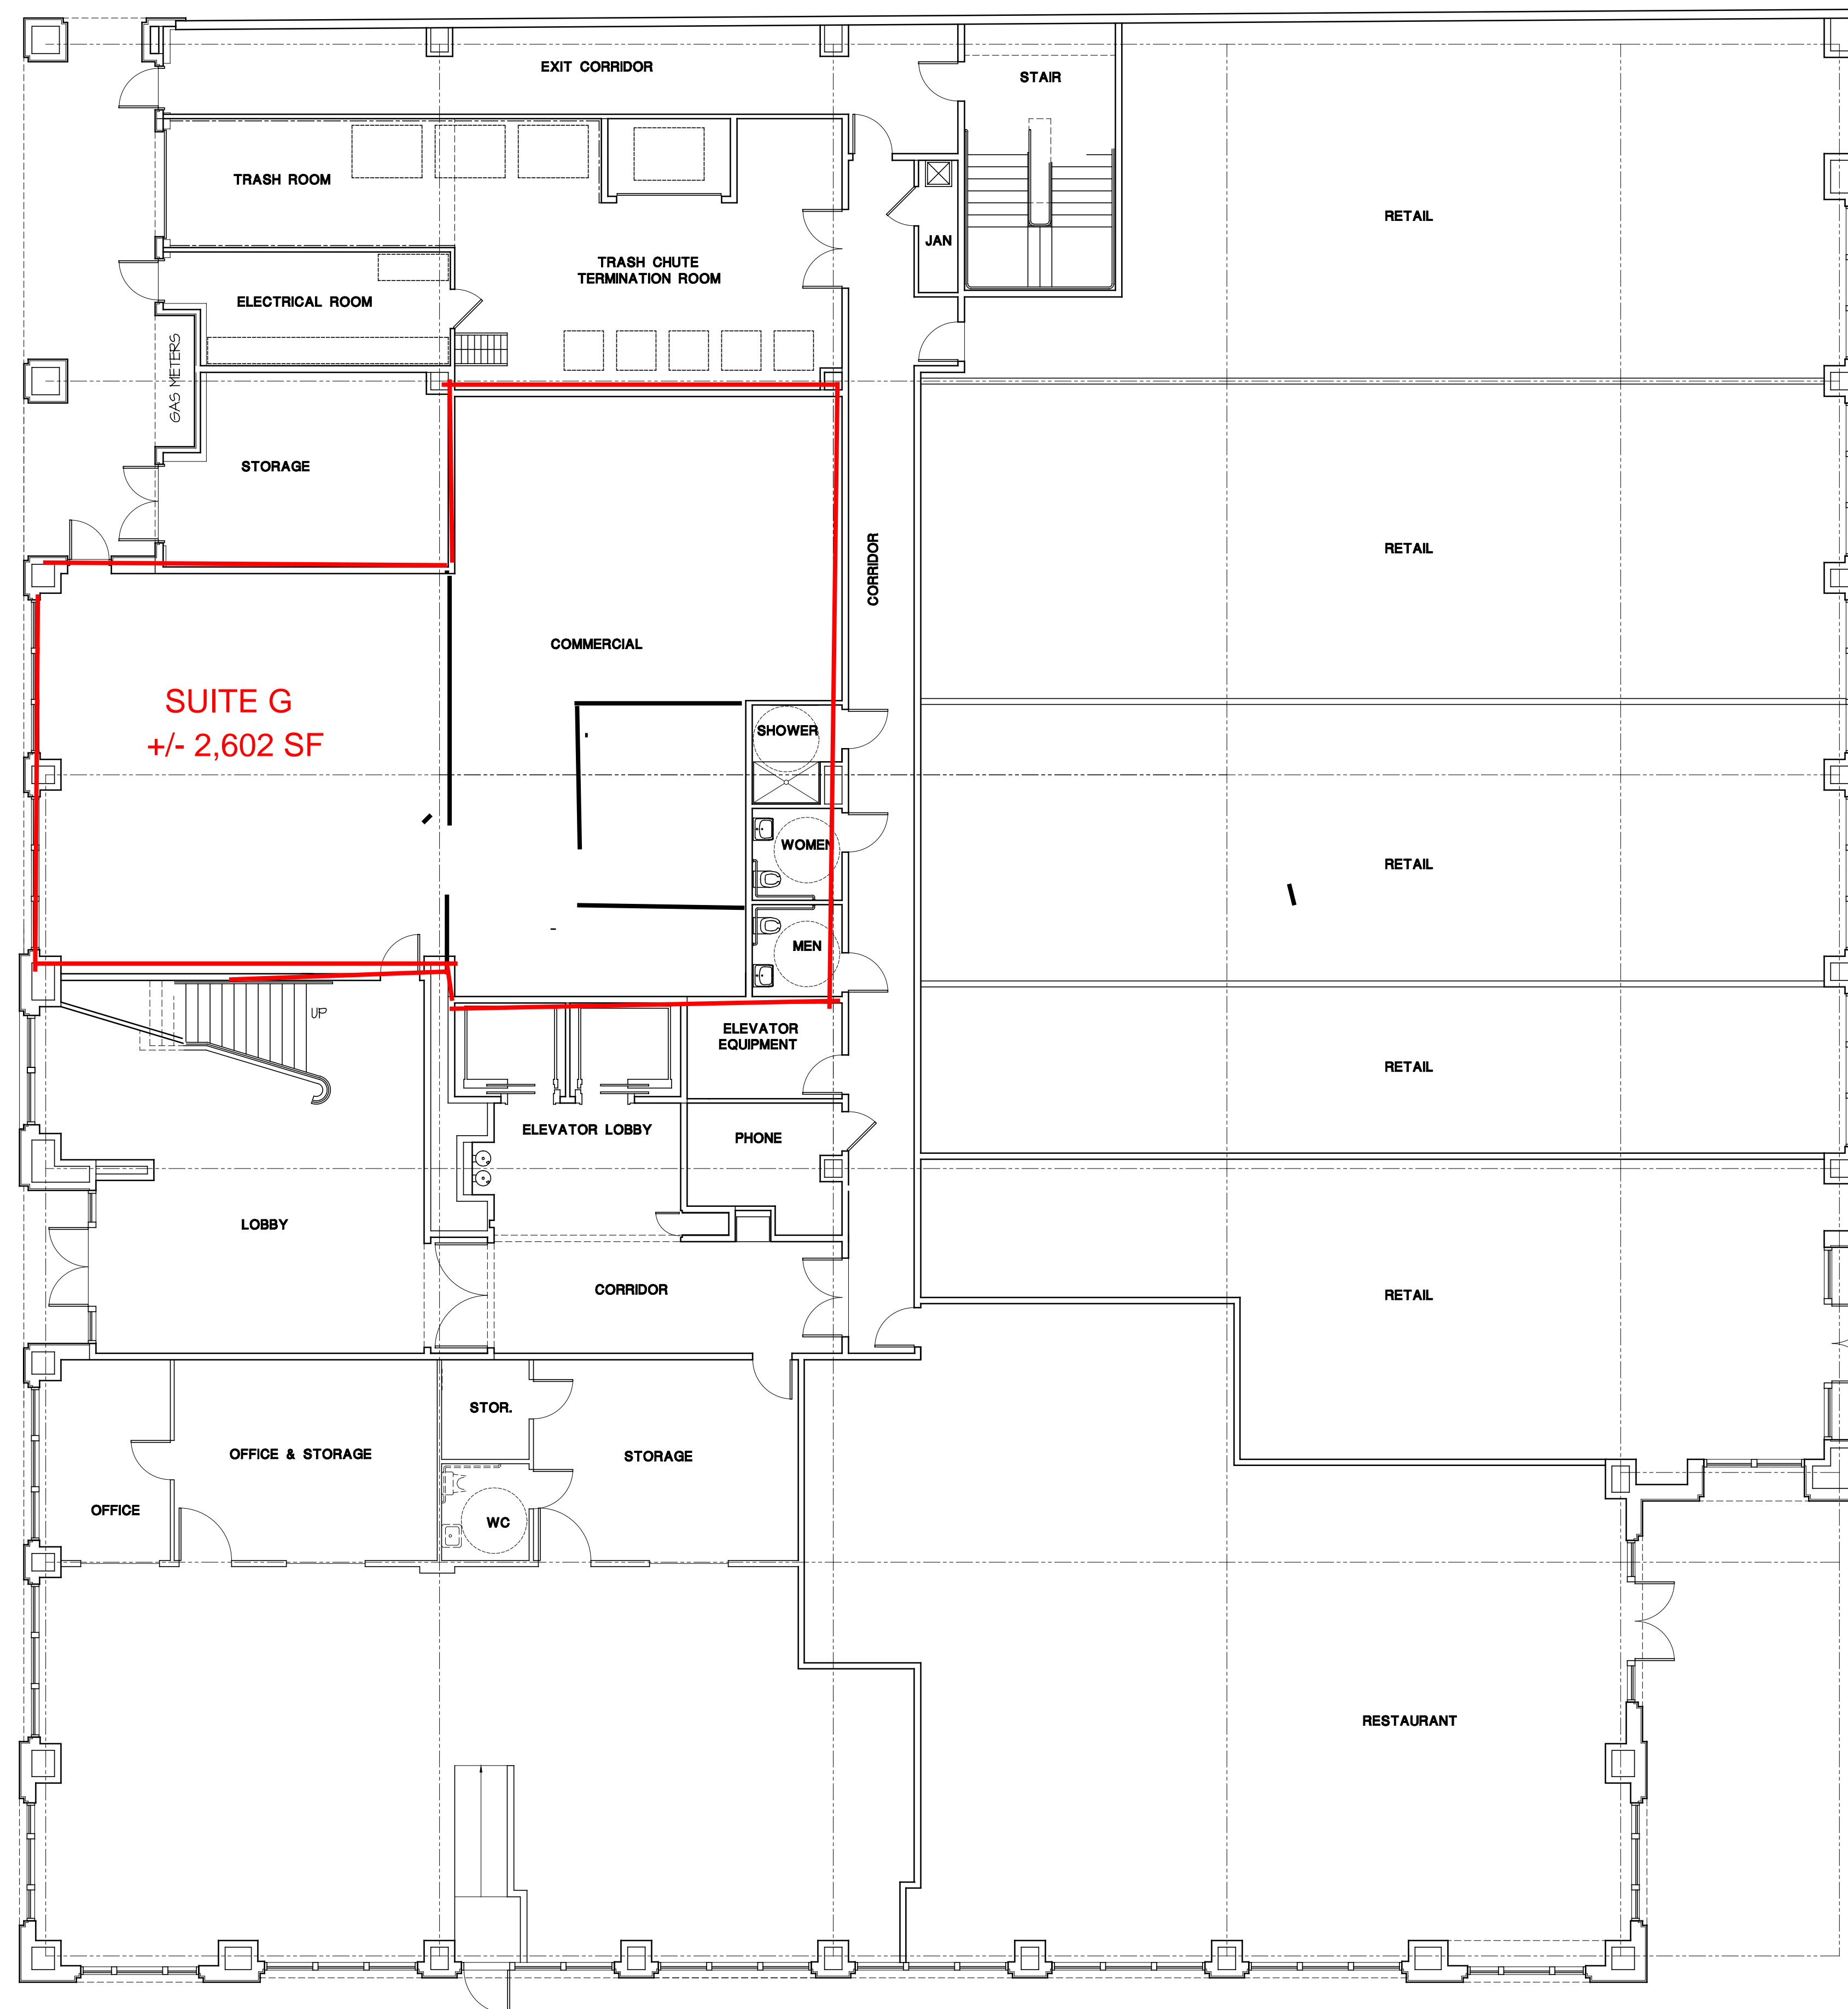 EXIT CORRIDOR
STAIR
TRASH ROOM
RETAIL
JAN
TRASH CHUTE
TERMINATION ROOM
ELECTRICAL ROOM
GAS METERS
STORAGE
CORRIDOR
RETAIL
COMMERCIAL
SUITE G
+/- 2,602 SF
SHOWER
WOMEN
RETAIL
MEN
UP
ELEVATOR
EQUIPMENT
RETAIL
ELEVATOR LOBBY
PHONE
LOBBY
CORRIDOR
RETAIL
STOR.
OFFICE & STORAGE
STORAGE
OFFICE
WC
RESTAURANT